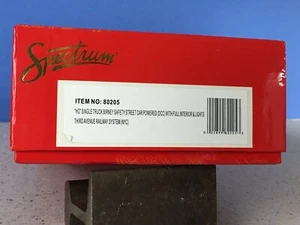 Spectrum
ITEM NO: 80205
"HO" SINGLE TRUCK BIRNEY SAFETY STREET CAR POWERED (DCC) WITH FULL INTERIOR & LIGHTS
THIRD AVENUE RAILWAY SYSTEM (NYC)